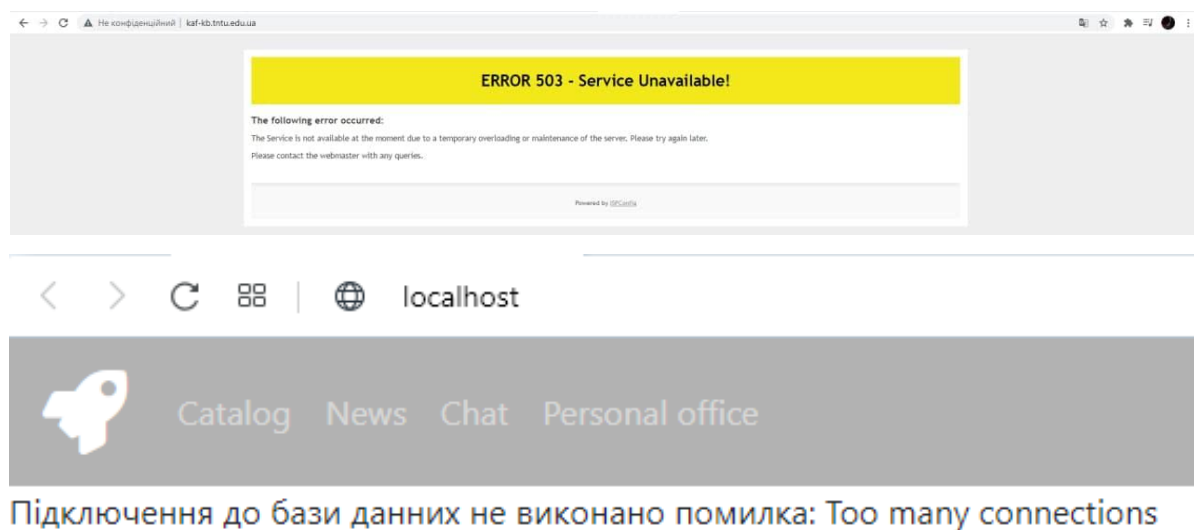 Не конфіденційний | kaf-kb.tntu.edu.ua
ERROR 503 - Service Unavailable!
The following error occurred:
The Service is not available at the moment due to a temporary overloading or maintenance of the server. Please try again later.
Please contact the webmaster with any queries.
Powered by ISPConfig
localhost
Catalog News Chat Personal office
Підключення до бази данних не виконано помилка: Too many connections